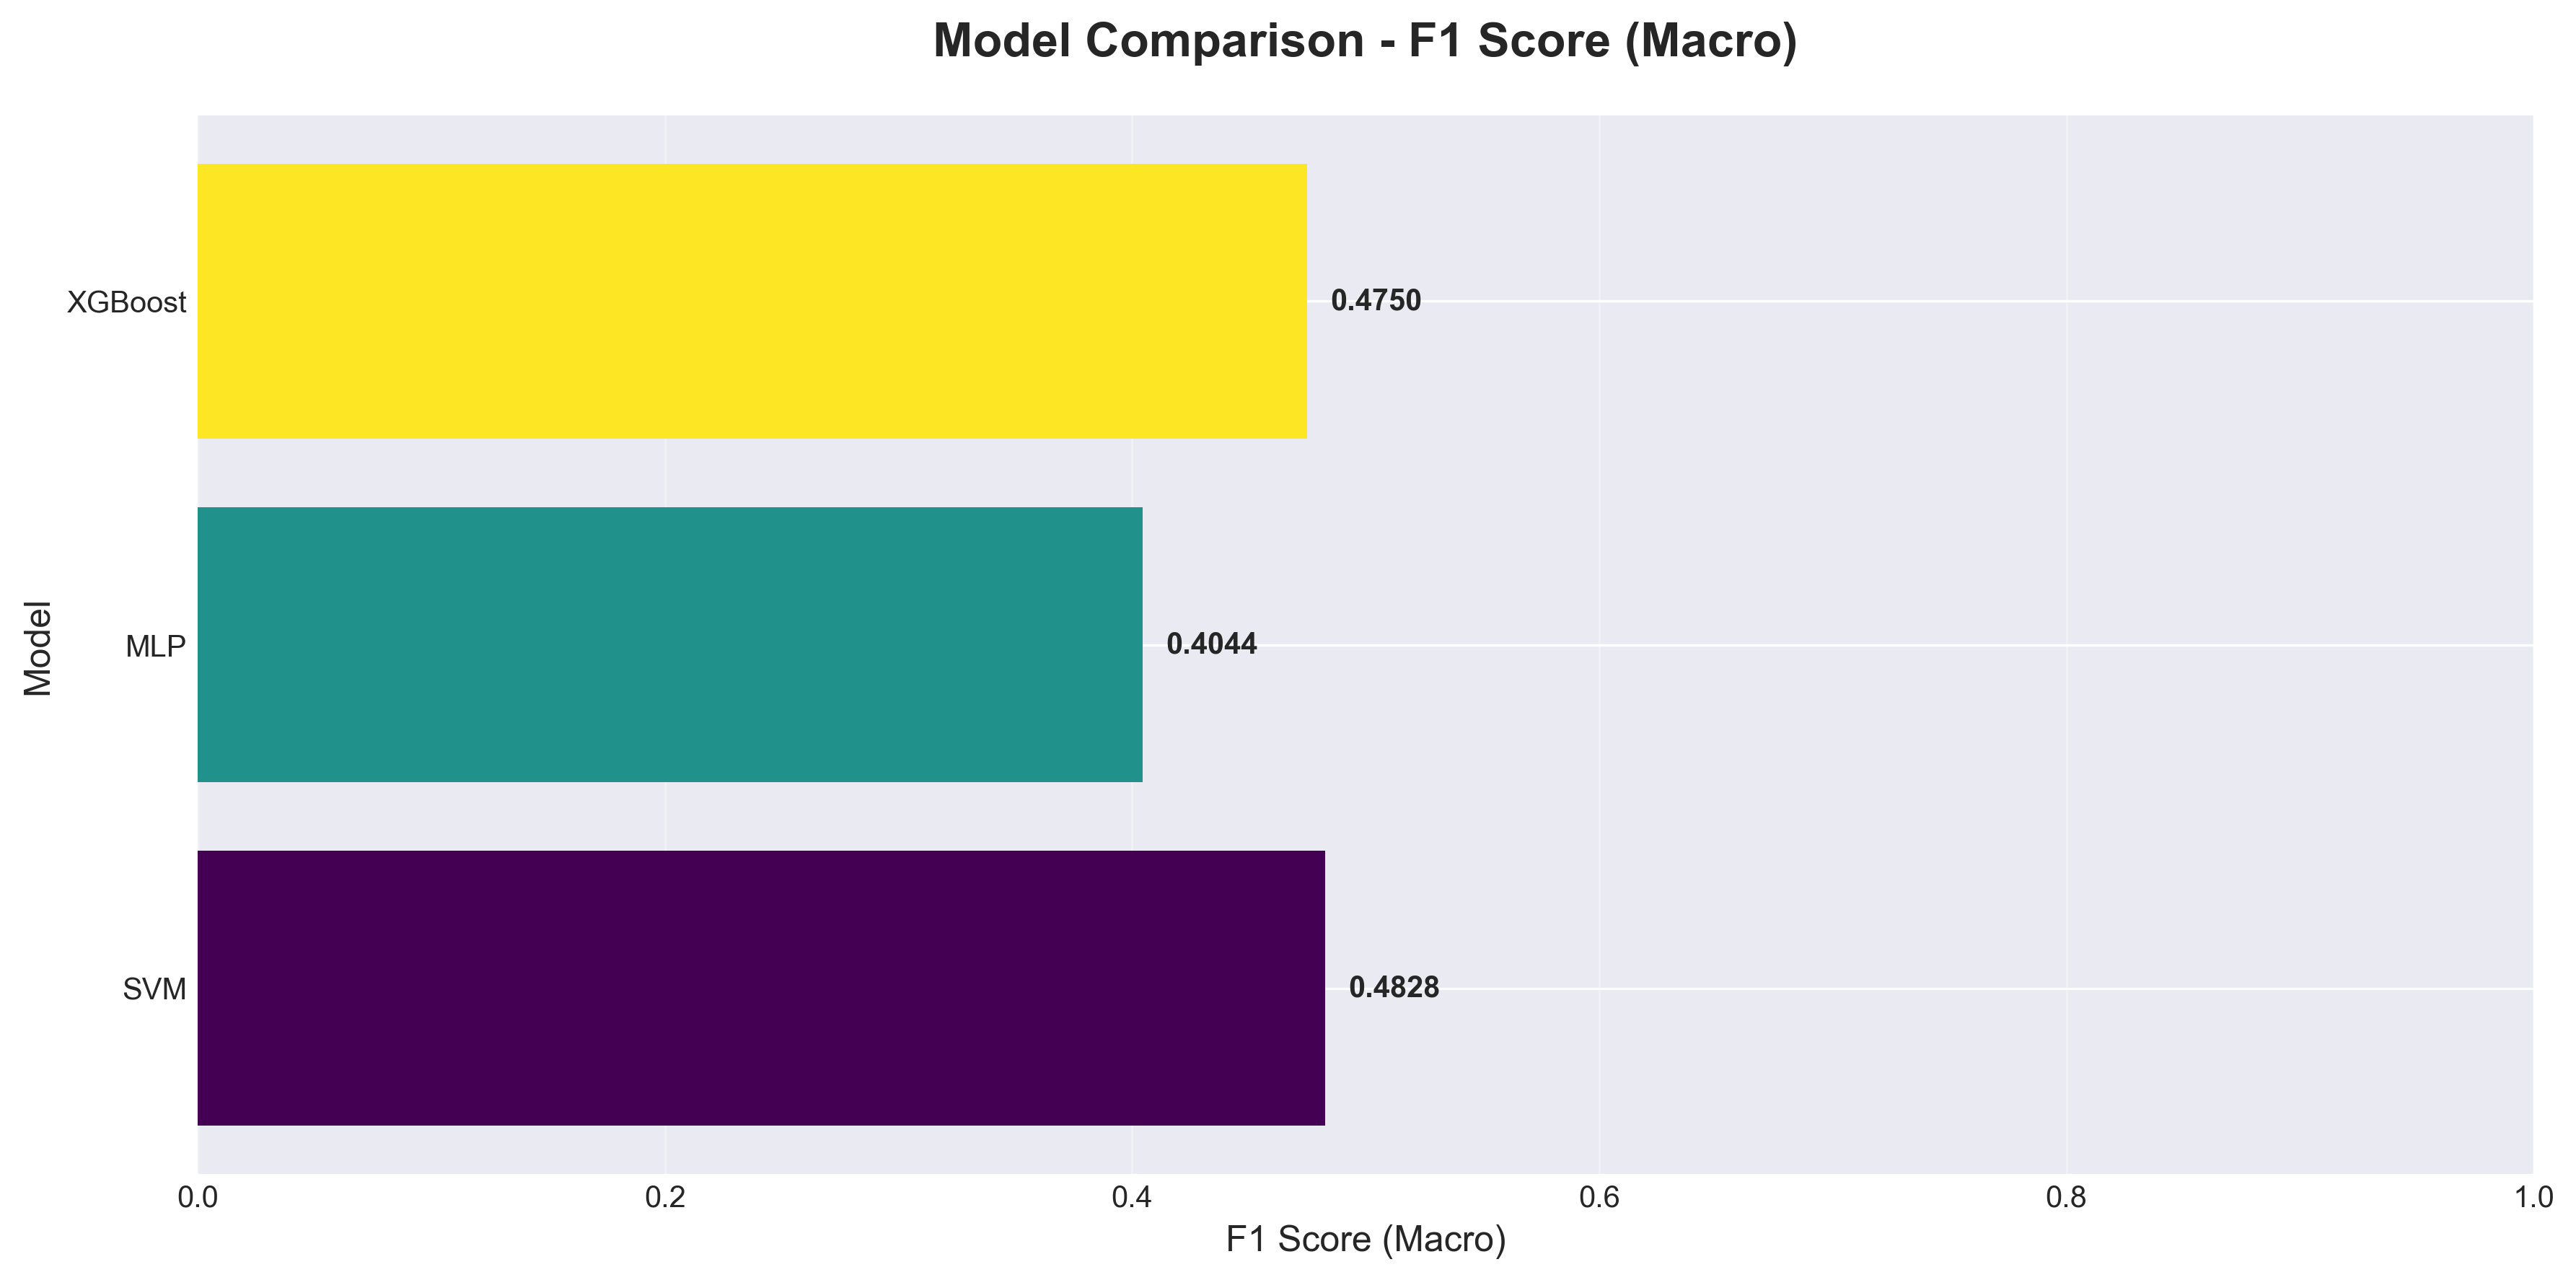 Model Comparison - F1 Score (Macro)
XGBoost
0.4750
MLP
0.4044
SVM
0.4828
Model
0.0 0.2 0.4 0.6 0.8 1.0
F1 Score (Macro)